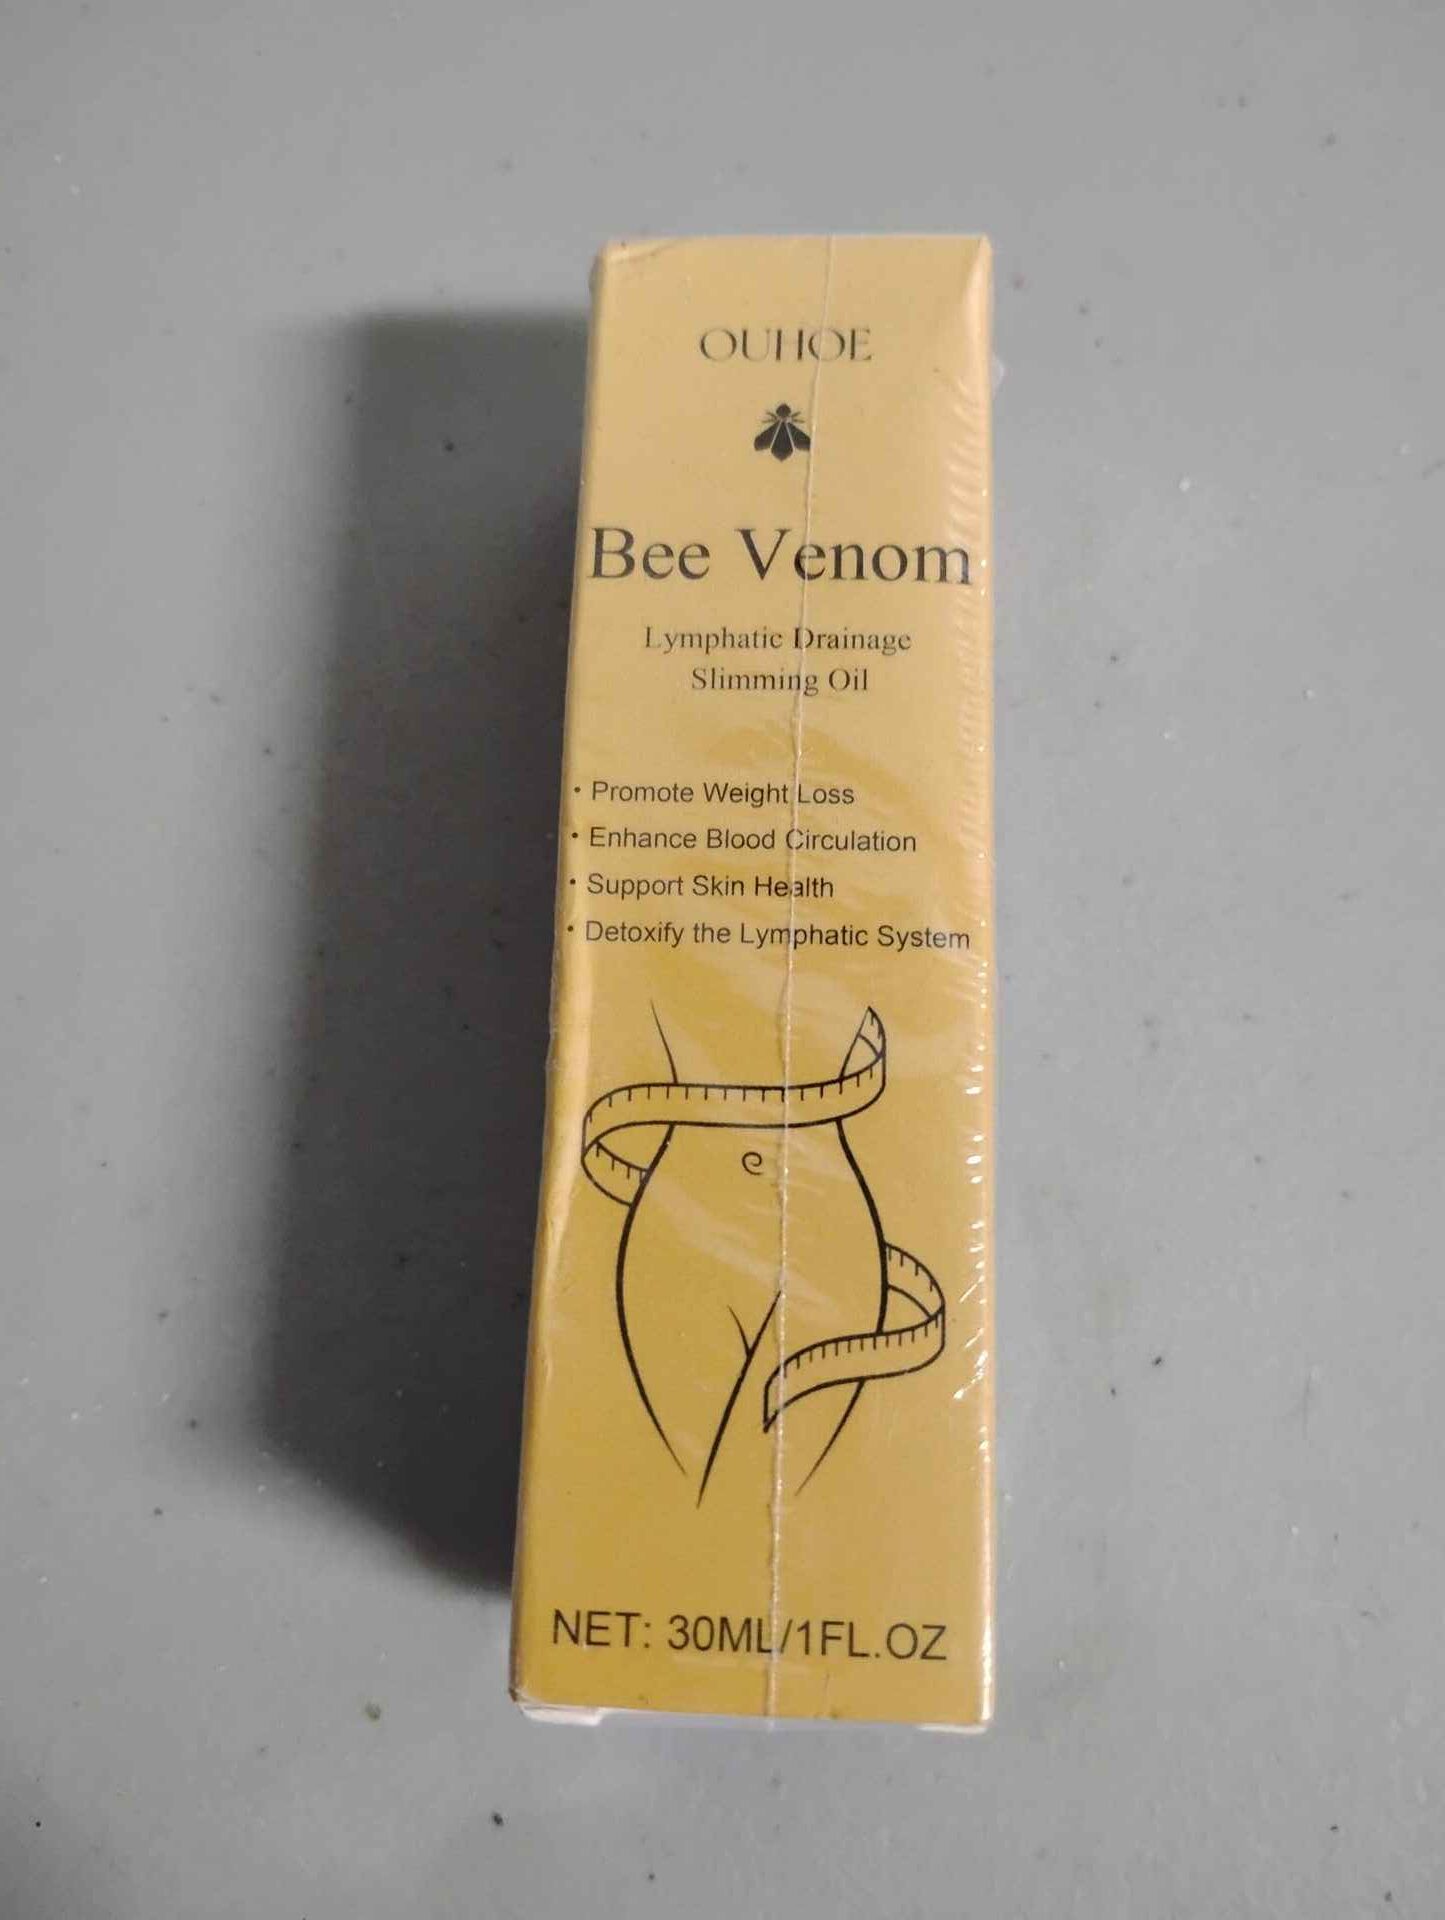 OUHOE
Bee Venom
Lymphatic Drainage
Slimming Oil
• Promote Weight Loss
• Enhance Blood Circulation
• Support Skin Health
• Detoxify the Lymphatic System
NET: 30ML/1FL.OZ